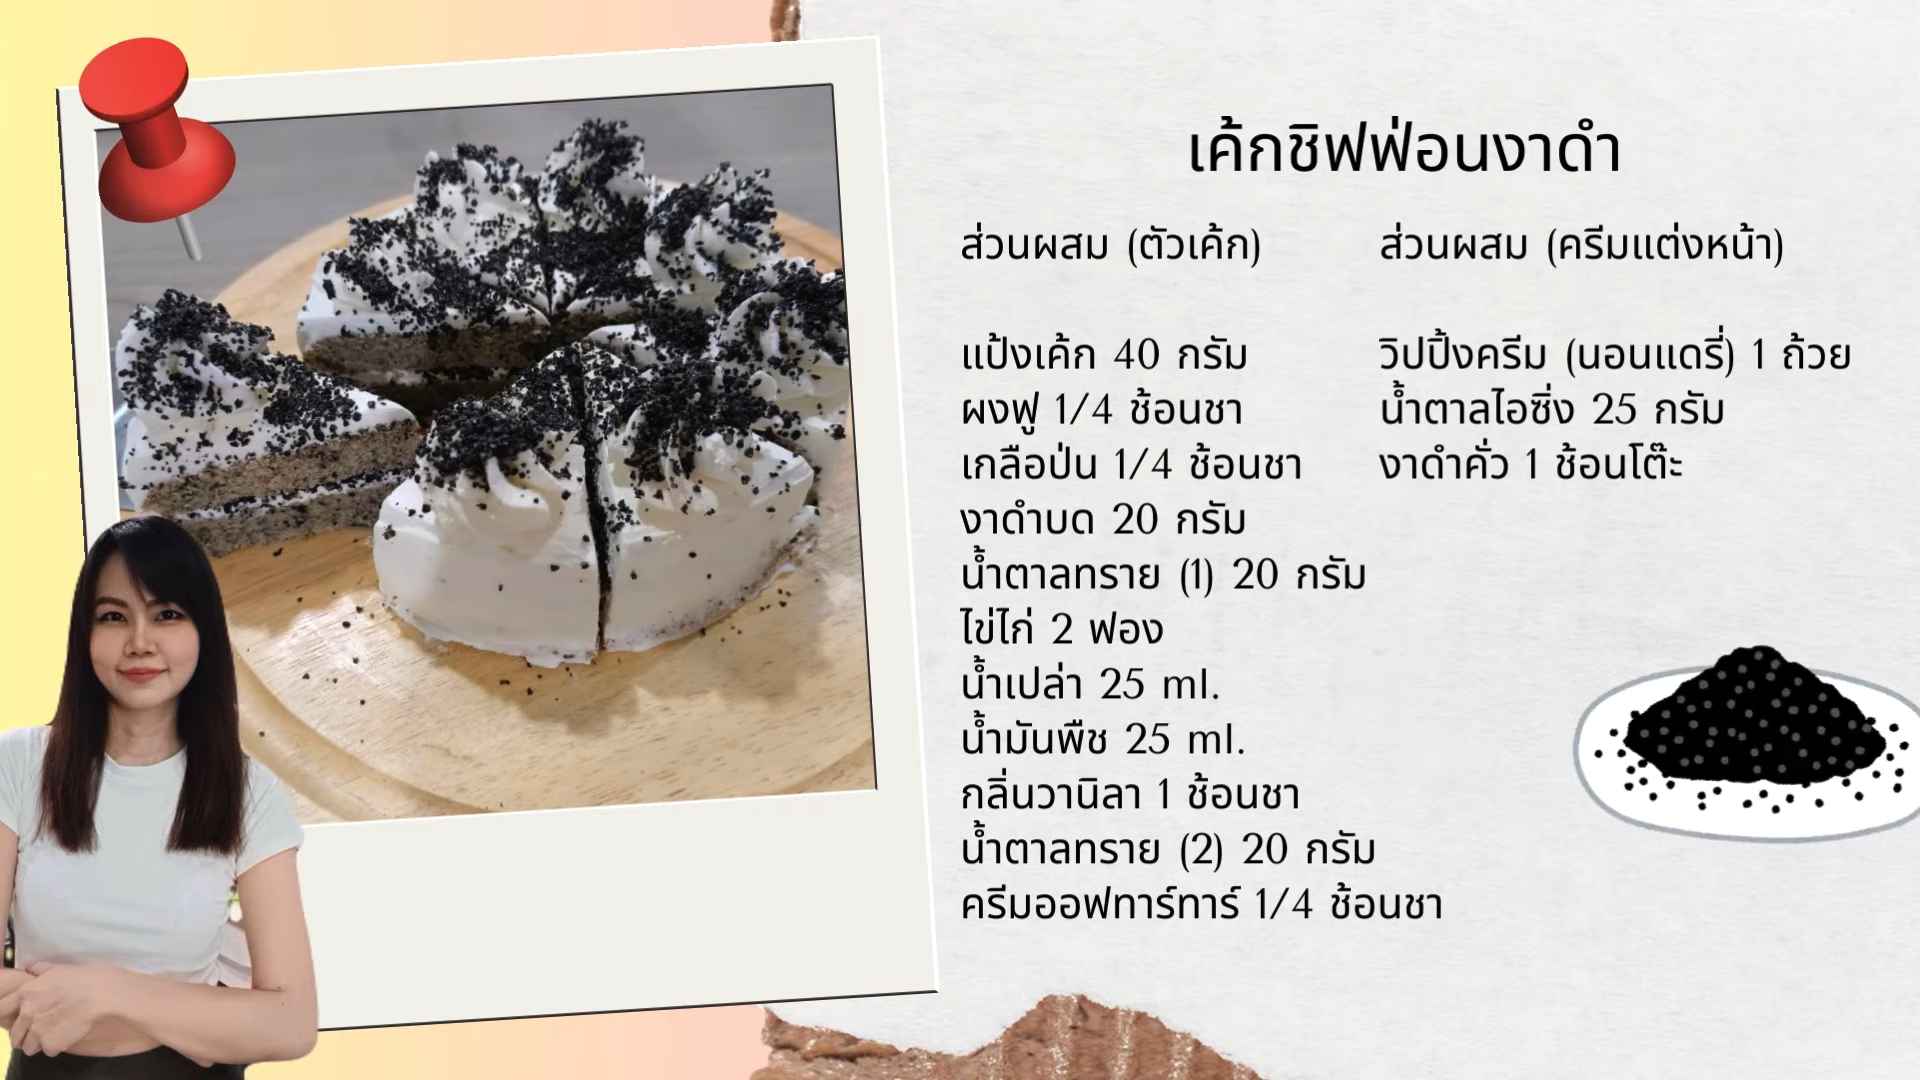 เค้กชิฟฟ่อนงาดำ
ส่วนผสม (ตัวเค้ก)
แป้งเค้ก 40 กรัม
ผงฟู 1/4 ช้อนชา
เกลือป่น 1/4 ช้อนชา
งาดำบด 20 กรัม
น้ำตาลทราย (1) 20 กรัม
ไข่ไก่ 2 ฟอง
น้ำเปล่า 25 ml.
น้ำมันพืช 25 ml.
กลิ่นวานิลา 1 ช้อนชา
น้ำตาลทราย (2) 20 กรัม
ครีมออฟทาร์ทาร์ 1/4 ช้อนชา
ส่วนผสม (ครีมแต่งหน้า)
วิปปิ้งครีม (นอนแดรี่) 1 ถ้วย
น้ำตาลไอซิ่ง 25 กรัม
งาดำคั่ว 1 ช้อนโต๊ะ